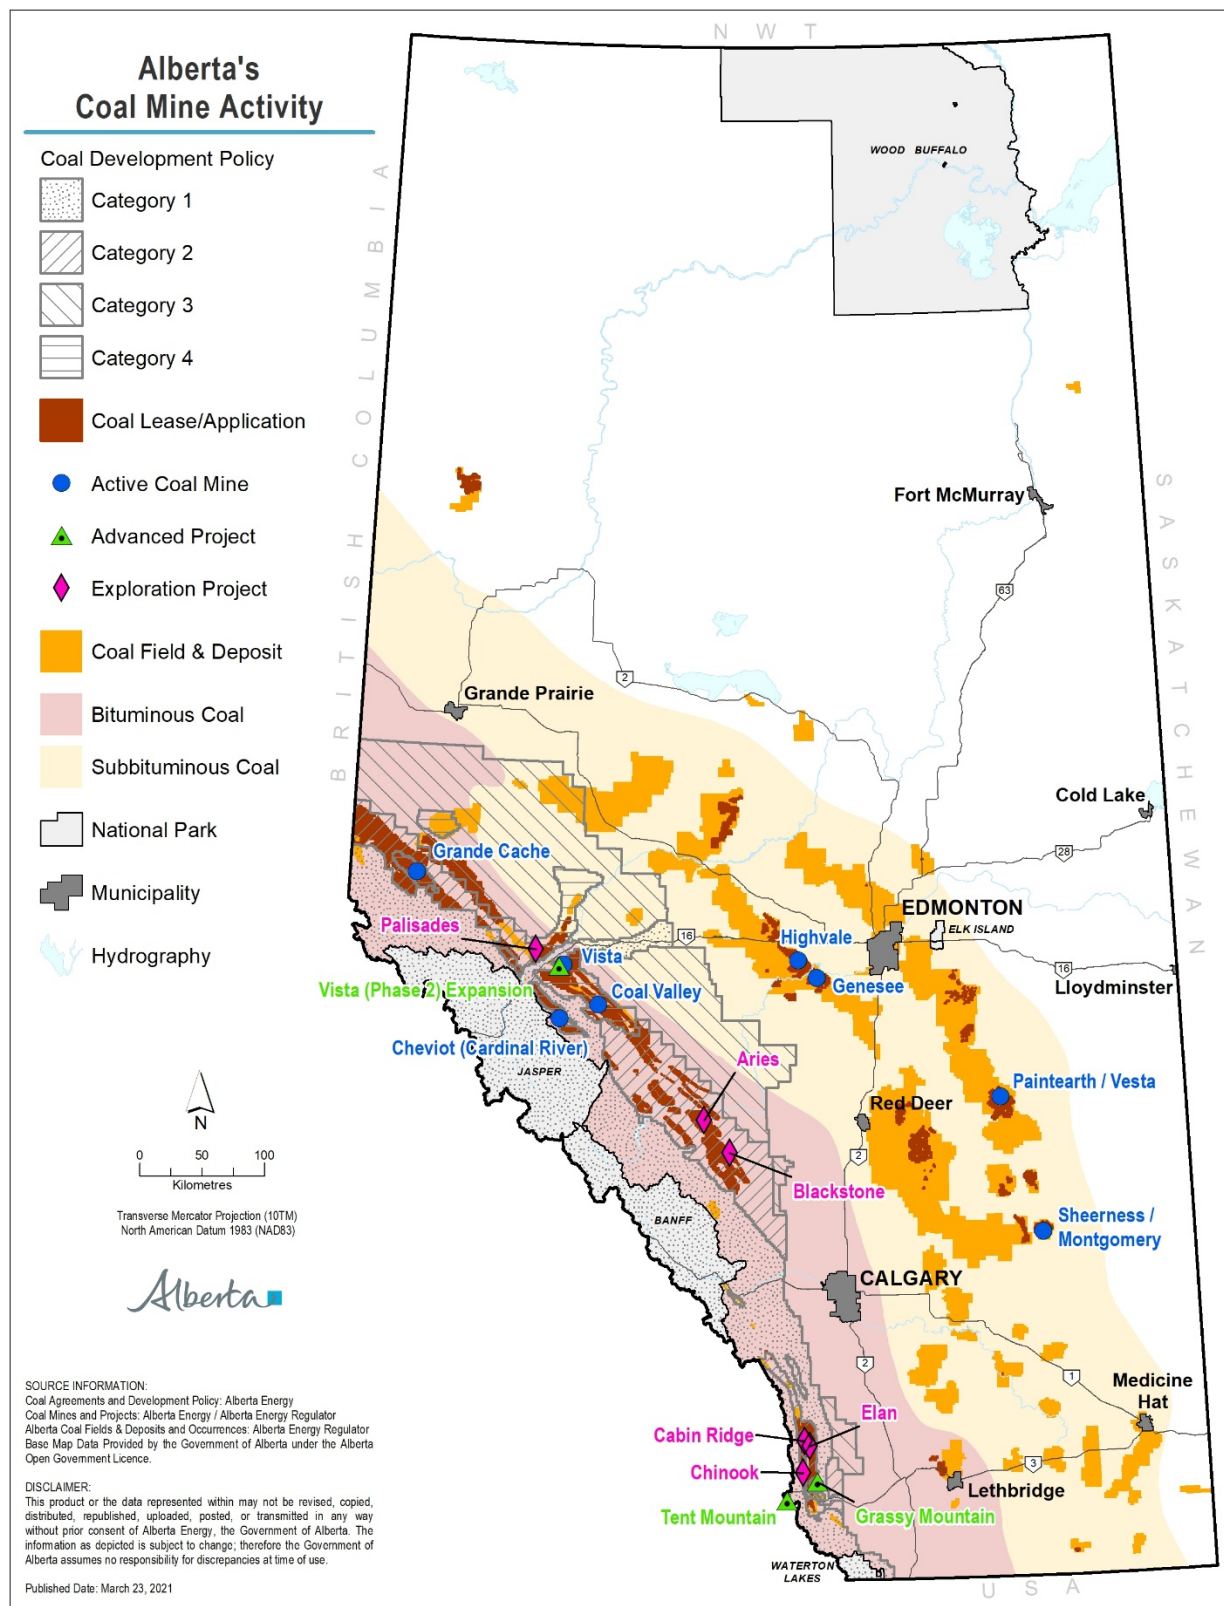 Alberta's
Coal Mine Activity
Coal Development Policy
Category 1
Category 2
Category 3
Category 4
Coal Lease/Application
Active Coal Mine
Advanced Project
Exploration Project
Coal Field & Deposit
Bituminous Coal
Subbituminous Coal
National Park
Municipality
Hydrography
N
0 50 100
Kilometres
Transverse Mercator Projection (10TM)
North American Datum 1983 (NAD83)
Alberta
SOURCE INFORMATION:
Coal Agreements and Development Policy: Alberta Energy
Coal Mines and Projects: Alberta Energy / Alberta Energy Regulator
Alberta Coal Fields & Deposits and Occurrences: Alberta Energy Regulator
Base Map Data Provided by the Government of Alberta under the Alberta
Open Government Licence.
DISCLAIMER:
This product or the data represented within may not be revised, copied,
distributed, republished, uploaded, posted, or transmitted in any way
without prior consent of Alberta Energy, the Government of Alberta. The
information as depicted is subject to change; therefore the Government of
Alberta assumes no responsibility for discrepancies at time of use.
Published Date: March 23, 2021
NWT
BRITISH COLUMBIA
SASKATCHEWAN
USA
WOOD BUFFALO
Fort McMurray
63
2
Grande Prairie
Cold Lake
28
Grande Cache
Palisades
16
EDMONTON
ELK ISLAND
Highvale
Genesee
16
Lloydminster
Vista
Vista (Phase 2) Expansion
Coal Valley
Cheviot (Cardinal River)
JASPER
Aries
Paintearth / Vesta
Red Deer
2
Blackstone
BANFF
Sheerness /
Montgomery
CALGARY
2
1
Medicine
Hat
Elan
Cabin Ridge
Chinook
3
Lethbridge
Tent Mountain
Grassy Mountain
WATERTON
LAKES